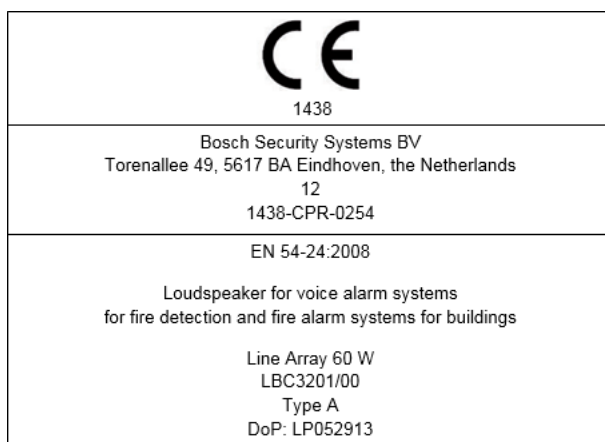 CE
1438
Bosch Security Systems BV
Torenallee 49, 5617 BA Eindhoven, the Netherlands
12
1438-CPR-0254
EN 54-24:2008
Loudspeaker for voice alarm systems
for fire detection and fire alarm systems for buildings
Line Array 60 W
LBC3201/00
Type A
DoP: LP052913